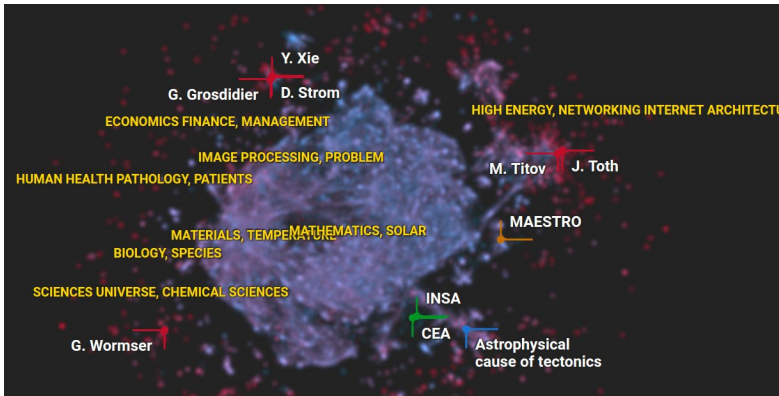 Y. Xie
G. Grosdidier
D. Strom
HIGH ENERGY, NETWORKING INTERNET ARCHITECTU
ECONOMICS FINANCE, MANAGEMENT
IMAGE PROCESSING, PROBLEM
M. Titov
J. Toth
HUMAN HEALTH PATHOLOGY, PATIENTS
MAESTRO
MATERIALS, TEMPERATURE
MATHEMATICS, SOLAR
BIOLOGY, SPECIES
SCIENCES UNIVERSE, CHEMICAL SCIENCES
INSA
CEA
G. Wormser
Astrophysical
cause of tectonics